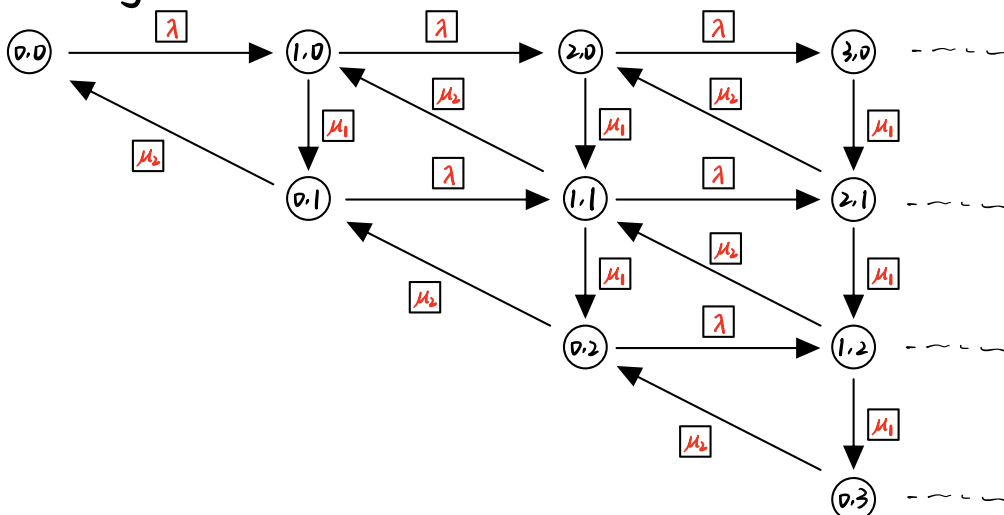 λ λ λ
0,0 1,0 2,0 3,0
μ₂ μ₂
μ₁ μ₁ μ₁
μ₂ λ λ
0,1 1,1 2,1
μ₂
μ₁ μ₁
μ₂ λ
0,2 1,2
μ₁
μ₂
0,3